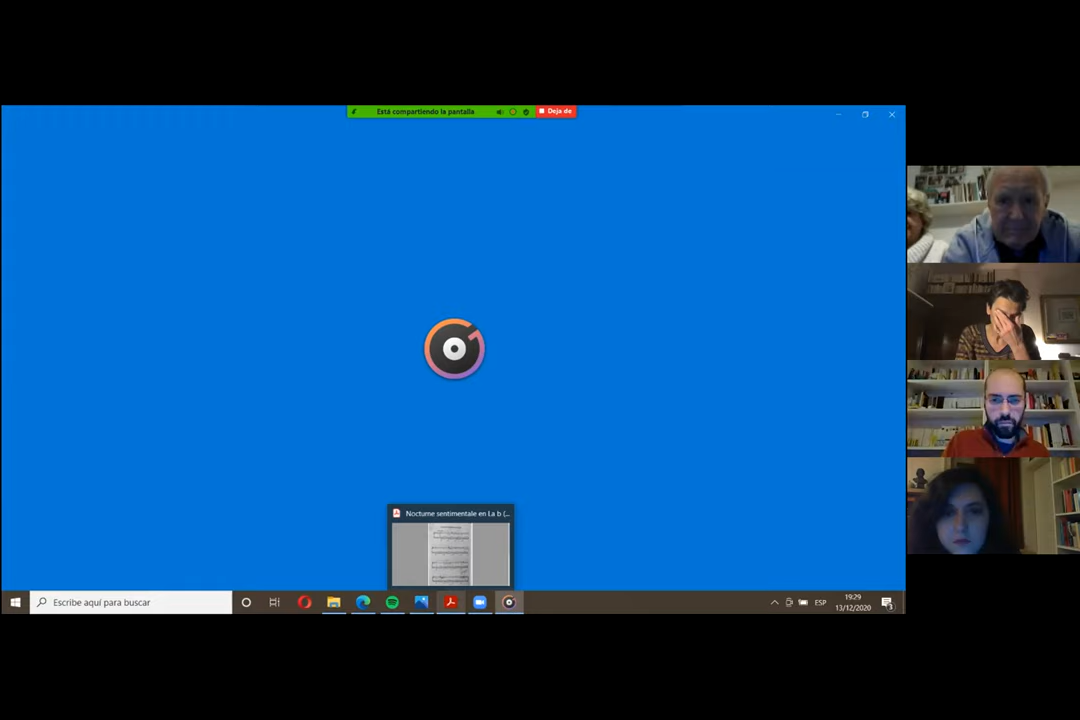 Está compartiendo la pantalla
Deja de
Nocturne sentimentale en La b (...
Escribe aquí para buscar
ESP
19:29
13/12/2020
3